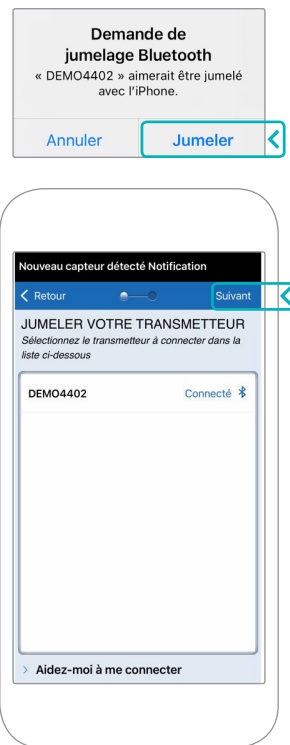 Demande de
jumelage Bluetooth
« DEMO4402 » aimerait être jumelé
avec l'iPhone.
Annuler Jumeler
Nouveau capteur détecté Notification
Retour Suivant
JUMELER VOTRE TRANSMETTEUR
Sélectionnez le transmetteur à connecter dans la
liste ci-dessous
DEMO4402 Connecté
Aidez-moi à me connecter